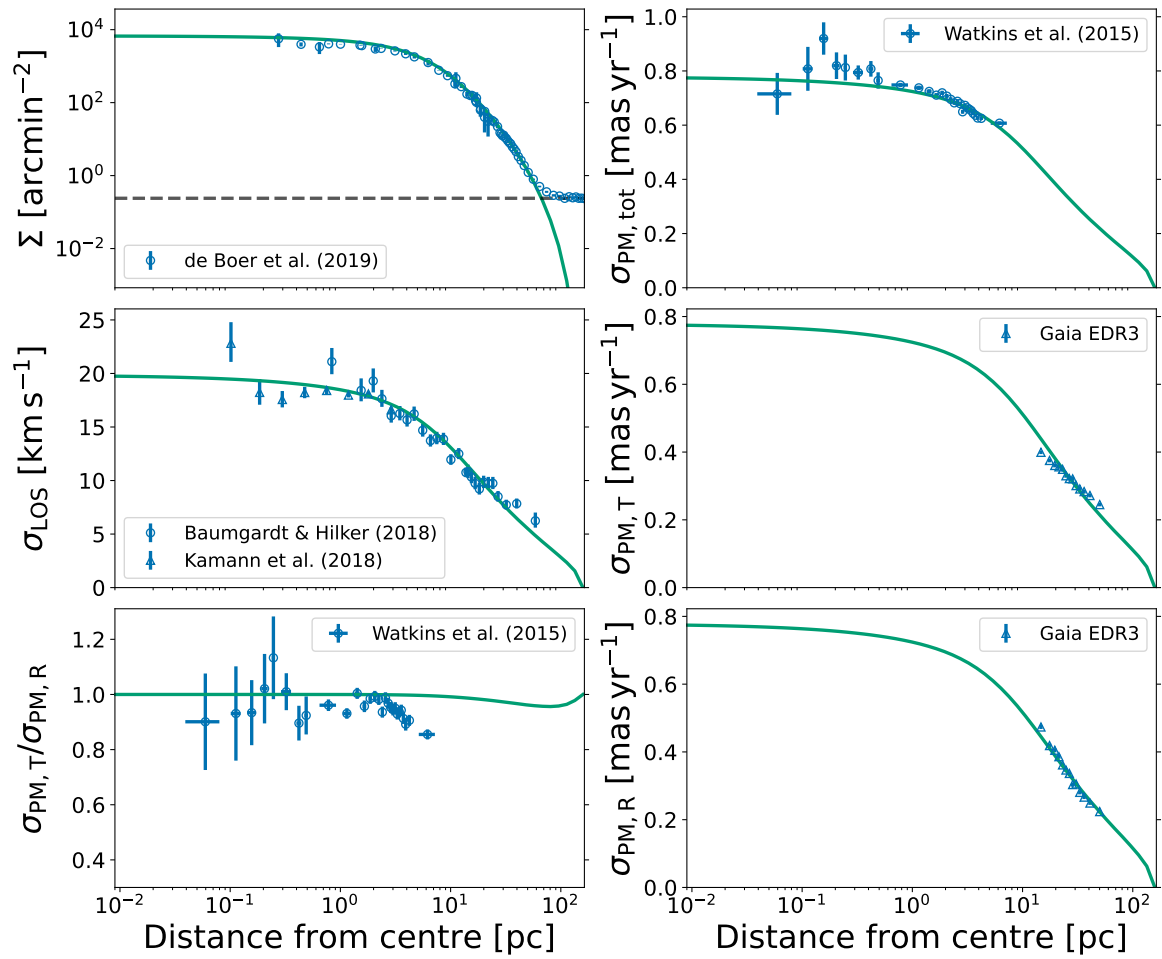 Σ [arcmin⁻²]
10⁴
10²
10⁰
10⁻²
de Boer et al. (2019)
σ_PM, tot [mas yr⁻¹]
1.0
0.8
0.6
0.4
0.2
0.0
Watkins et al. (2015)
σ_LOS [km s⁻¹]
25
20
15
10
5
0
Baumgardt & Hilker (2018)
Kamann et al. (2018)
σ_PM, T [mas yr⁻¹]
0.8
0.6
0.4
0.2
0.0
Gaia EDR3
σ_PM, T/σ_PM, R
1.2
1.0
0.8
0.6
0.4
Watkins et al. (2015)
10⁻² 10⁻¹ 10⁰ 10¹ 10²
Distance from centre [pc]
σ_PM, R [mas yr⁻¹]
0.8
0.6
0.4
0.2
0.0
Gaia EDR3
10⁻² 10⁻¹ 10⁰ 10¹ 10²
Distance from centre [pc]